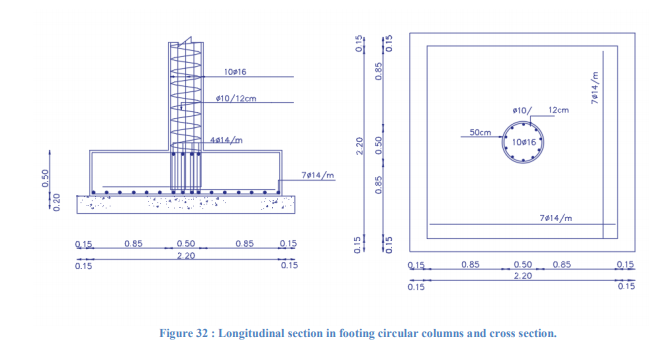 10ø16
ø10/12cm
4ø14/m
7ø14/m
0.50
0.20
0.15 0.85 0.50 0.85 0.15
2.20
0.15 0.15
0.15 0.15
0.85
2.20 0.50
0.85
0.15 0.15
7ø14/m
ø10/ 12cm
50cm
10ø16
7ø14/m
0.15 0.85 0.50 0.85 0.15
2.20
0.15 0.15
Figure 32 : Longitudinal section in footing circular columns and cross section.